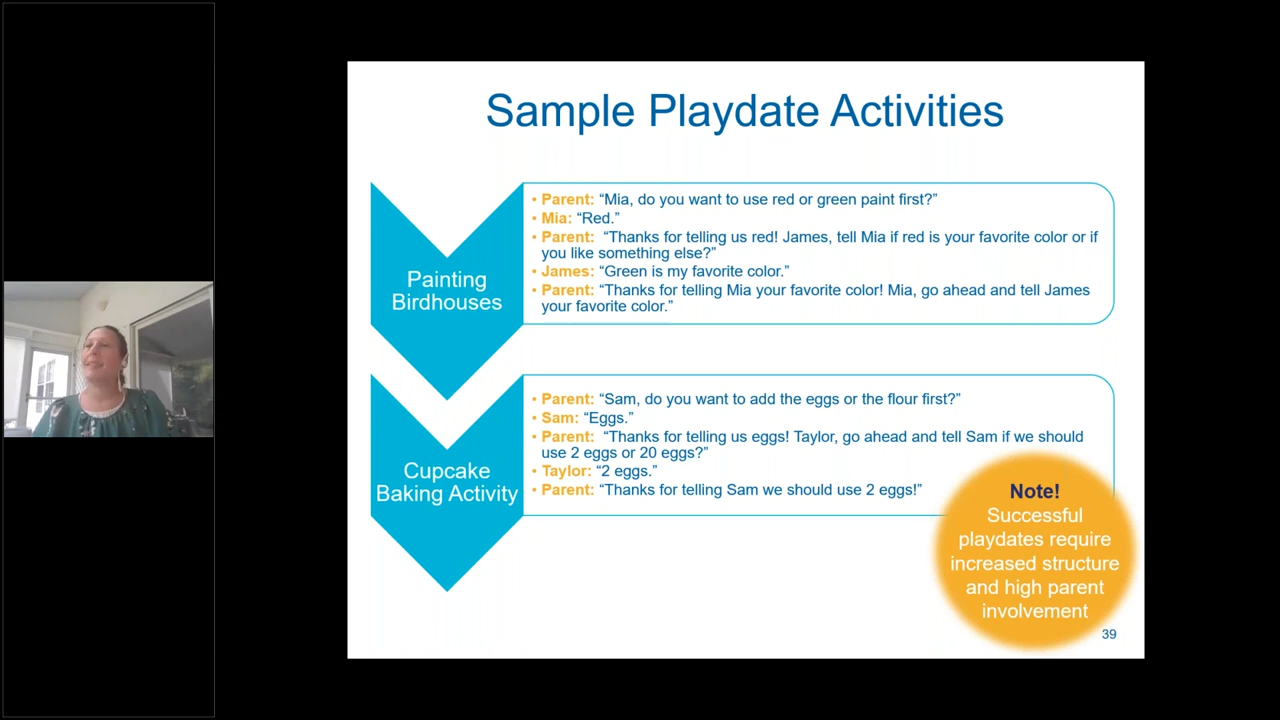 Sample Playdate Activities
Painting
Birdhouses
• Parent: “Mia, do you want to use red or green paint first?”
• Mia: “Red.”
• Parent:  “Thanks for telling us red! James, tell Mia if red is your favorite color or if
you like something else?”
• James: “Green is my favorite color.”
• Parent: “Thanks for telling Mia your favorite color! Mia, go ahead and tell James
your favorite color.”
Cupcake
Baking Activity
• Parent: “Sam, do you want to add the eggs or the flour first?”
• Sam: “Eggs.”
• Parent:  “Thanks for telling us eggs! Taylor, go ahead and tell Sam if we should
use 2 eggs or 20 eggs?”
• Taylor: “2 eggs.”
• Parent: “Thanks for telling Sam we should use 2 eggs!”
Note!
Successful
playdates require
increased structure
and high parent
involvement
39